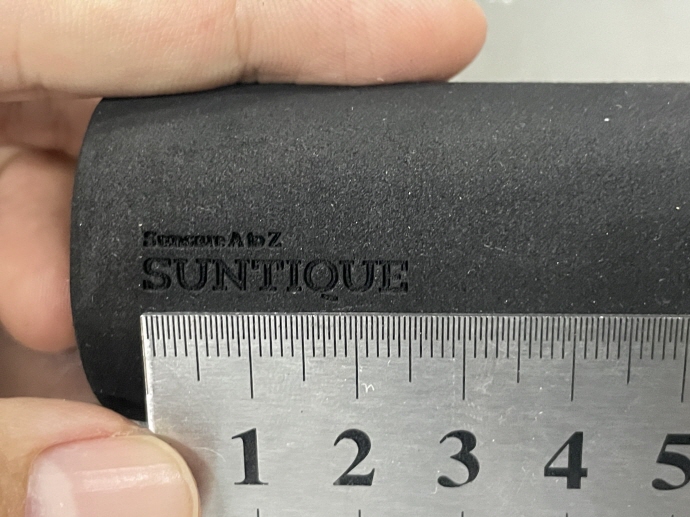 Suncare A to Z
SUNTIQUE
1 2 3 4 5